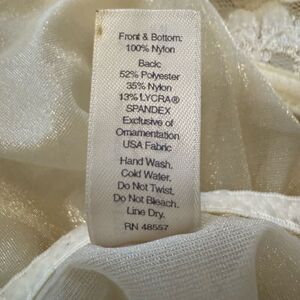 Front & Bottom:
100% Nylon
Back:
52% Polyester
35% Nylon
13% LYCRA®
SPANDEX
Exclusive of
Ornamentation
USA Fabric
Hand Wash.
Cold Water.
Do Not Twist.
Do Not Bleach.
Line Dry.
RN 48557